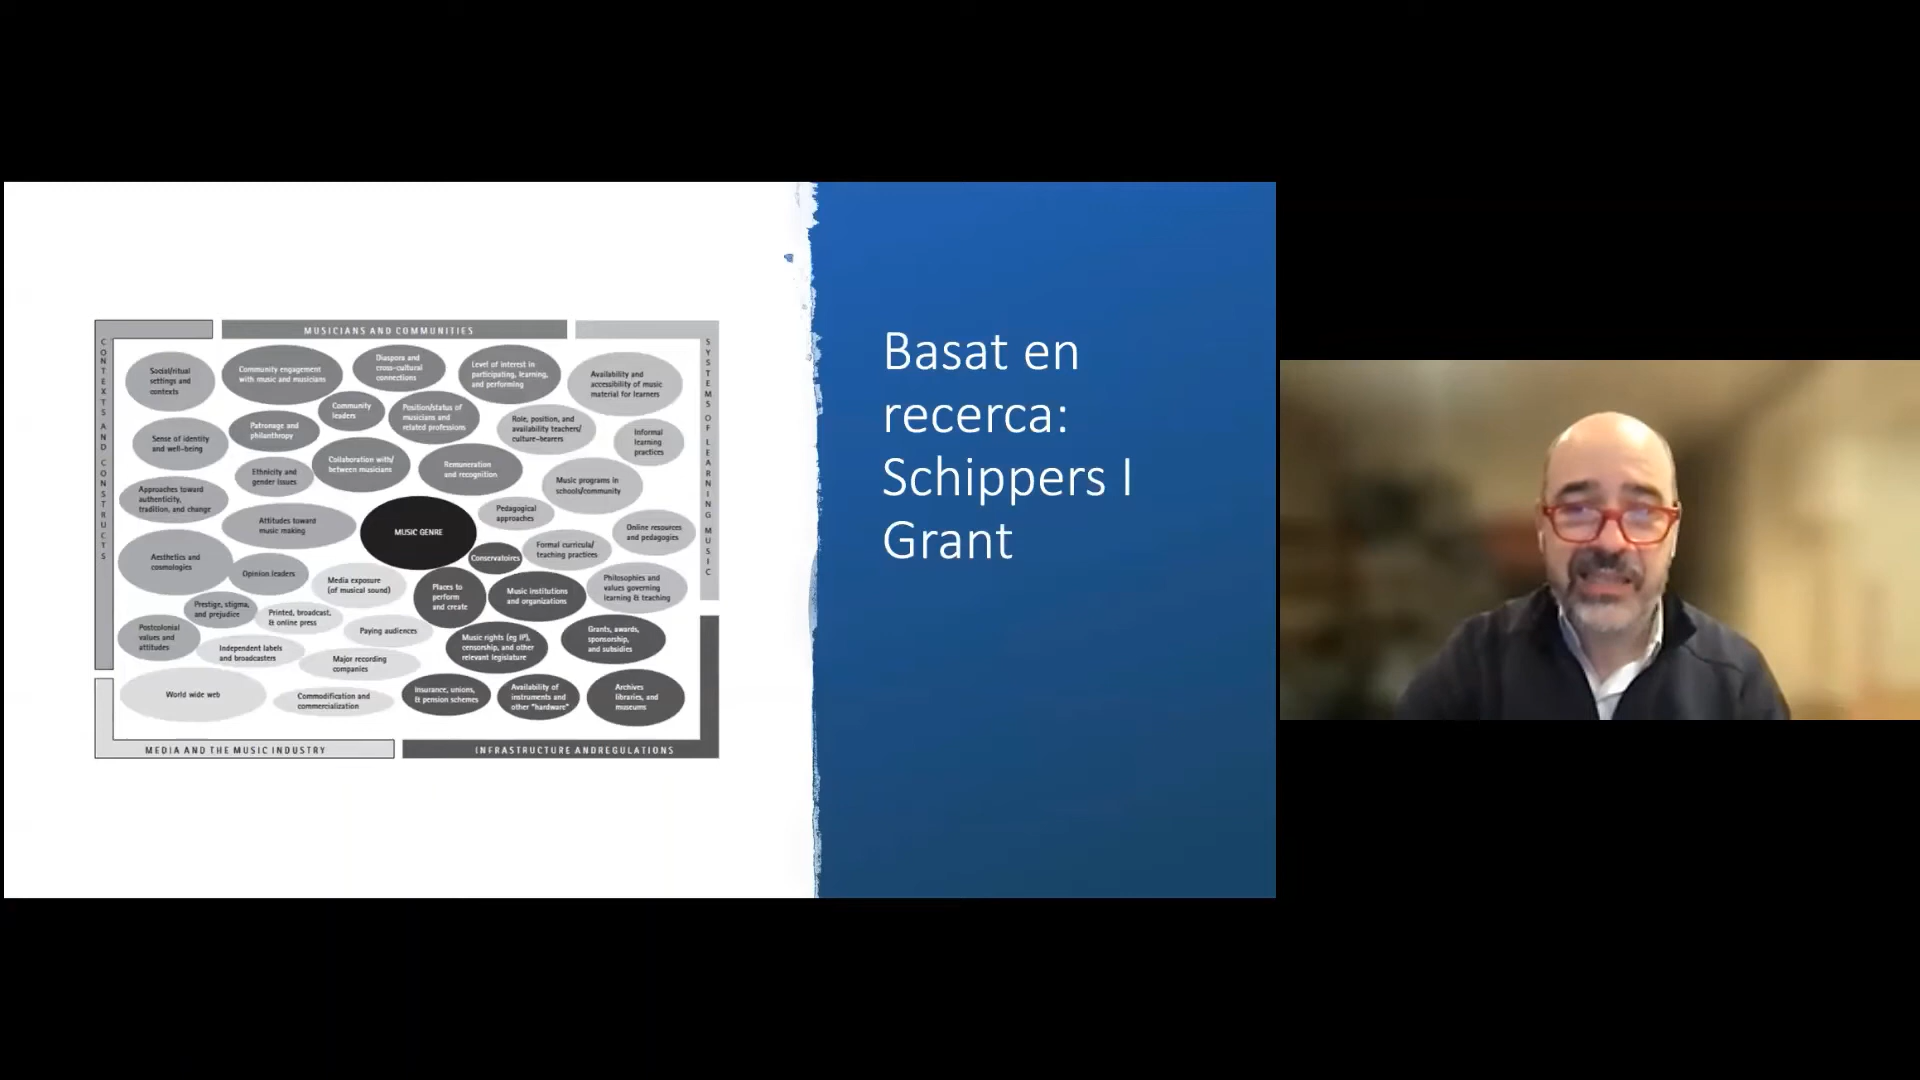 MUSICIANS AND COMMUNITIES
CONTEXTS AND CONSTRUCTS
SYSTEMS OF LEARNING MUSIC
Social/ritual
settings and
contexts
Community engagement
with music and musicians
Diaspora and
cross-cultural
connections
Level of interest in
participating, learning,
and performing
Availability and
accessibility of music
material for learners
Community
leaders
Position/status of
musicians and
related professions
Role, position, and
availability teachers/
culture-bearers
Informal
learning
practices
Sense of identity
and well-being
Patronage and
philanthropy
Collaboration with/
between musicians
Remuneration
and recognition
Ethnicity and
gender issues
Music programs in
schools/community
Approaches toward
authenticity,
tradition, and change
Attitudes toward
music making
MUSIC GENRE
Pedagogical
approaches
Online resources
and pedagogies
Formal curricula/
teaching practices
Conservatoires
Aesthetics and
cosmologies
Opinion leaders
Media exposure
(of musical sound)
Places to
perform
and create
Music institutions
and organizations
Philosophies and
values governing
learning & teaching
Prestige, stigma,
and prejudice
Printed, broadcast,
& online press
Postcolonial
values and
attitudes
Paying audiences
Music rights (eg IP),
censorship, and other
relevant legislature
Grants, awards,
sponsorship,
and subsidies
Independent labels
and broadcasters
Major recording
companies
World wide web
Commodification and
commercialization
Insurance, unions,
& pension schemes
Availability of
instruments and
other "hardware"
Archives
libraries, and
museums
MEDIA AND THE MUSIC INDUSTRY
INFRASTRUCTURE ANDREGULATIONS
Basat en
recerca:
Schippers I
Grant